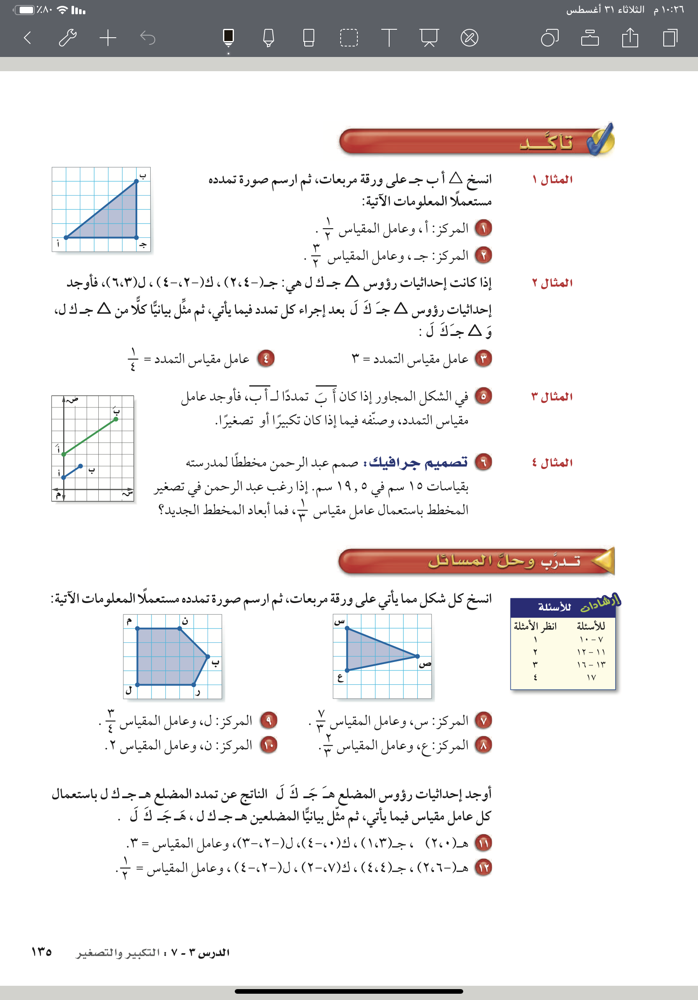 ١٠:٢٦ م الثلاثاء ٣١ أغسطس
٪٨٠
تأكَّـد
المثال ١
انسخ △ أ ب جـ على ورقة مربعات، ثم ارسم صورة تمدده
مستعملًا المعلومات الآتية:
١ المركز: أ، وعامل المقياس ١/٢ .
٢ المركز: جـ، وعامل المقياس ٣/٢ .
ب
أ
جـ
المثال ٢
إذا كانت إحداثيات رؤوس △ جـ ك ل هي: جـ(-٢،٤)، ك(-٢،-٤)، ل(٦،٣)، فأوجد
إحداثيات رؤوس △ جـَ كَ لَ بعد إجراء كل تمدد فيما يأتي، ثم مثِّل بيانيًّا كلًّا من △ جـ ك ل،
وَ △ جـَ كَ لَ :
٣ عامل مقياس التمدد = ٣
٤ عامل مقياس التمدد = ١/٤
المثال ٣
٥ في الشكل المجاور إذا كان أَ بَ تمددًا لـ أ ب، فأوجد عامل
مقياس التمدد، وصنّفه فيما إذا كان تكبيرًا أو تصغيرًا.
ص
بَ
أَ
أ
ب
م
س
المثال ٤
٦ تصميم جرافيك: صمم عبد الرحمن مخططًا لمدرسته
بقياسات ١٥ سم في ١٩,٥ سم. إذا رغب عبد الرحمن في تصغير
المخطط باستعمال عامل مقياس ١/٣، فما أبعاد المخطط الجديد؟
تـدرَّب وحلَّ المسائل
إرشادات للأسئلة
للأسئلة انظر الأمثلة
٧ – ١٠ ١
١١ – ١٢ ٢
١٣ – ١٦ ٣
١٧ ٤
انسخ كل شكل مما يأتي على ورقة مربعات، ثم ارسم صورة تمدده مستعملًا المعلومات الآتية:
س
ص
ع
م
ن
ب
ل
ر
٧ المركز: س، وعامل المقياس ٧/٣ .
٨ المركز: ع، وعامل المقياس ٢/٣.
٩ المركز: ل، وعامل المقياس ٣/٤ .
١٠ المركز: ن، وعامل المقياس ٢.
أوجد إحداثيات رؤوس المضلع هـَ جَـ كَ لَ الناتج عن تمدد المضلع هـ جـ ك ل باستعمال
كل عامل مقياس فيما يأتي، ثم مثّل بيانيًّا المضلعين هـ جـ ك ل ، هَـ جَـ كَ لَ .
١١ هـ(٢،٠) ، جـ(١،٣)، ك(٠،-٤)، ل(-٢،-٣)، وعامل المقياس = ٣.
١٢ هـ(-٢،٦)، جـ(٤،٤)، ك(٧،-٢)، ل(-٢،-٤)، وعامل المقياس = ١/٢.
الدرس ٣ - ٧ : التكبير والتصغير ١٣٥